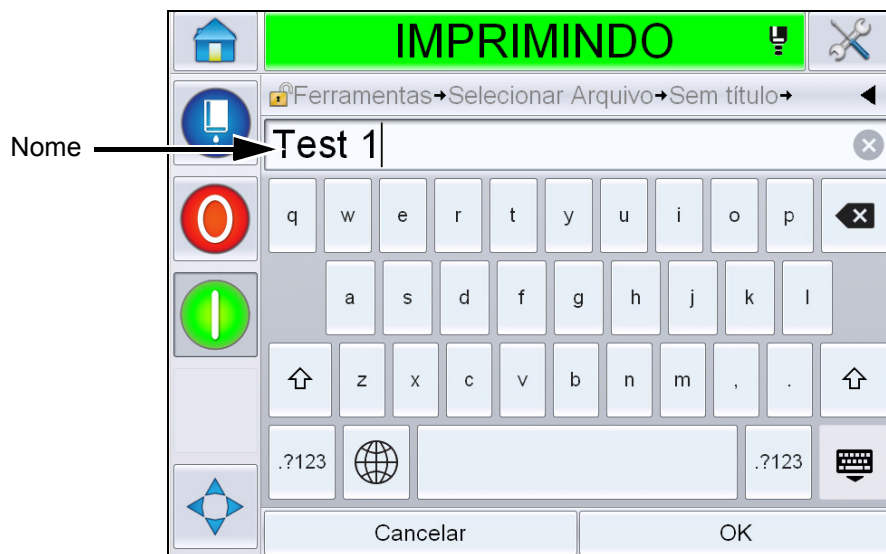 IMPRIMINDO
Ferramentas→Selecionar Arquivo→Sem título→
Nome
Test 1
q w e r t y u i o p
a s d f g h j k l
z x c v b n m , .
.?123 .?123
Cancelar OK